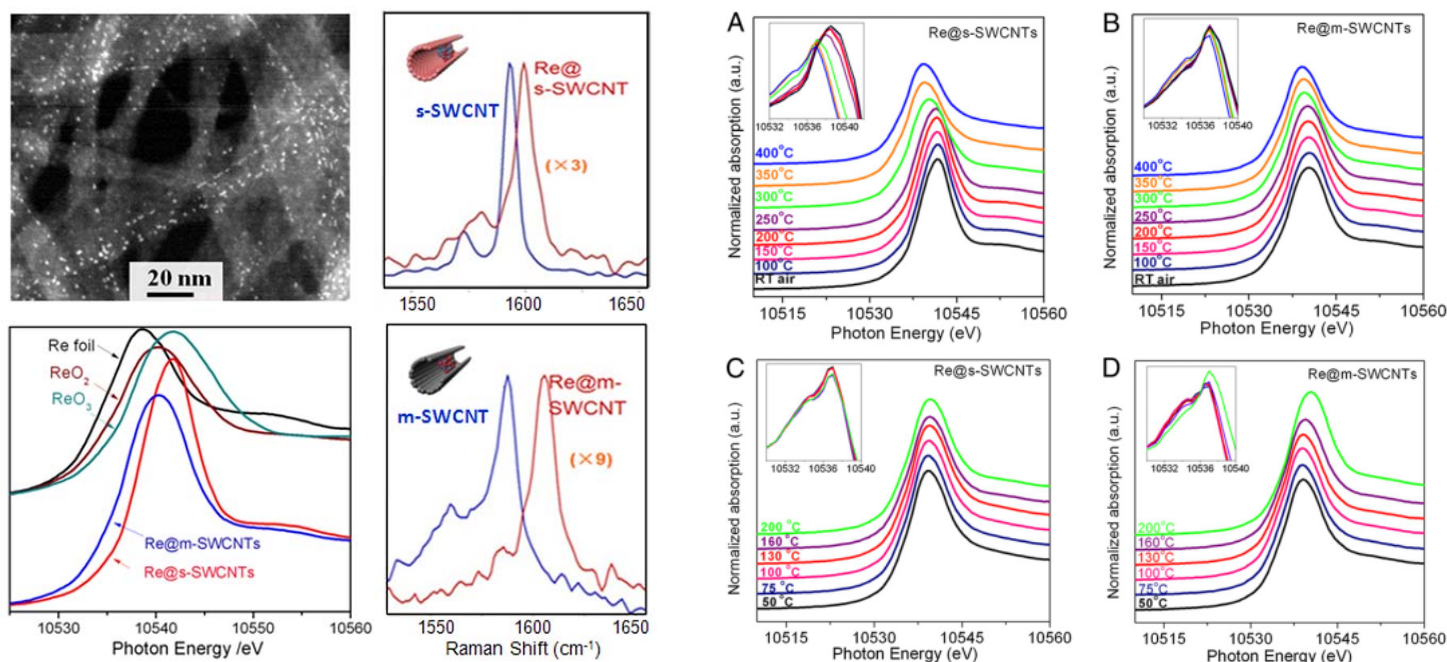 20 nm
s-SWCNT
Re@
s-SWCNT
(×3)
1550
1600
1650
Re foil
ReO2
ReO3
Re@m-SWCNTs
Re@s-SWCNTs
10530
10540
10550
10560
Photon Energy /eV
m-SWCNT
Re@m-
SWCNT
(×9)
1550
1600
1650
Raman Shift (cm-1)
A
Re@s-SWCNTs
10532
10536
10540
400°C
350°C
300°C
250°C
200°C
150°C
100°C
RT air
10515
10530
10545
10560
Photon Energy (eV)
Normalized absorption (a.u.)
B
Re@m-SWCNTs
10532
10536
10540
400°C
350°C
300°C
250°C
200°C
150°C
100°C
RT air
10515
10530
10545
10560
Photon Energy (eV)
Normalized absorption (a.u.)
C
Re@s-SWCNTs
10532
10536
10540
200 °C
160 °C
130 °C
100 °C
75 °C
50 °C
10515
10530
10545
10560
Photon Energy (eV)
Normalized absorption (a.u.)
D
Re@m-SWCNTs
10532
10536
10540
200°C
160°C
130°C
100°C
75°C
50°C
10515
10530
10545
10560
Photon Energy (eV)
Normalized absorption (a.u.)